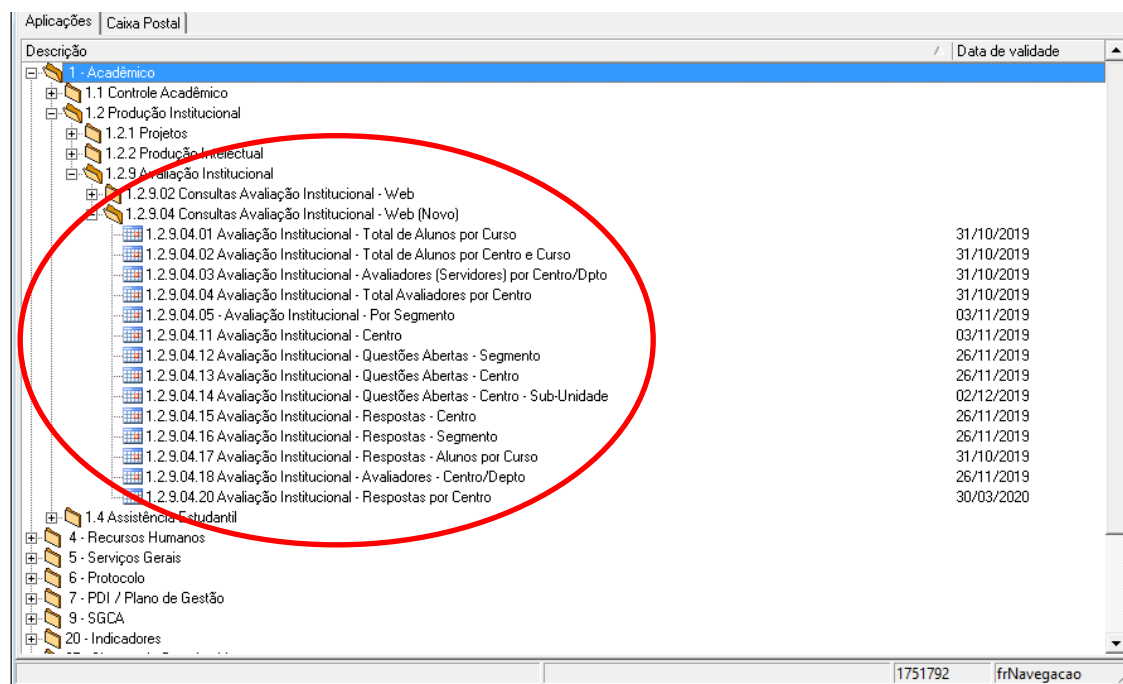 Aplicações Caixa Postal
Descrição Data de validade
1 - Acadêmico
1.1 Controle Acadêmico
1.2 Produção Institucional
1.2.1 Projetos
1.2.2 Produção Intelectual
1.2.9 Avaliação Institucional
1.2.9.02 Consultas Avaliação Institucional - Web
1.2.9.04 Consultas Avaliação Institucional - Web (Novo)
1.2.9.04.01 Avaliação Institucional - Total de Alunos por Curso 31/10/2019
1.2.9.04.02 Avaliação Institucional - Total de Alunos por Centro e Curso 31/10/2019
1.2.9.04.03 Avaliação Institucional - Avaliadores (Servidores) por Centro/Dpto 31/10/2019
1.2.9.04.04 Avaliação Institucional - Total Avaliadores por Centro 31/10/2019
1.2.9.04.05 - Avaliação Institucional - Por Segmento 03/11/2019
1.2.9.04.11 Avaliação Institucional - Centro 03/11/2019
1.2.9.04.12 Avaliação Institucional - Questões Abertas - Segmento 26/11/2019
1.2.9.04.13 Avaliação Institucional - Questões Abertas - Centro 26/11/2019
1.2.9.04.14 Avaliação Institucional - Questões Abertas - Centro - Sub-Unidade 02/12/2019
1.2.9.04.15 Avaliação Institucional - Respostas - Centro 26/11/2019
1.2.9.04.16 Avaliação Institucional - Respostas - Segmento 26/11/2019
1.2.9.04.17 Avaliação Institucional - Respostas - Alunos por Curso 31/10/2019
1.2.9.04.18 Avaliação Institucional - Avaliadores - Centro/Depto 26/11/2019
1.2.9.04.20 Avaliação Institucional - Respostas por Centro 30/03/2020
1.4 Assistência Estudantil
4 - Recursos Humanos
5 - Serviços Gerais
6 - Protocolo
7 - PDI / Plano de Gestão
9 - SGCA
20 - Indicadores
1751792 frNavegacao